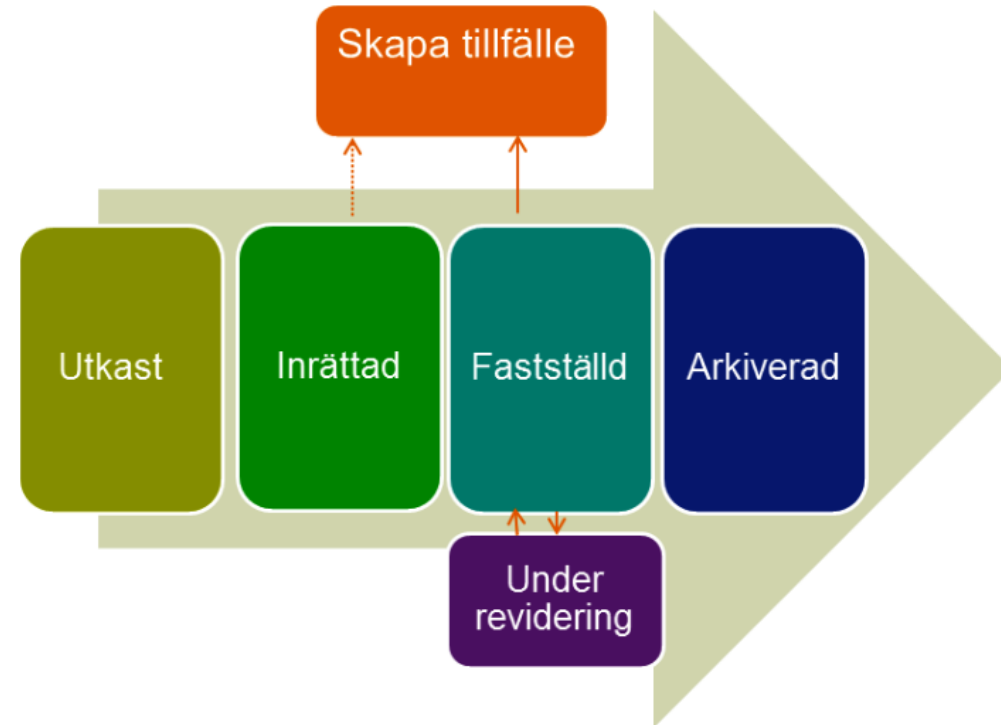 Skapa tillfälle
Utkast
Inrättad
Fastställd
Arkiverad
Under
revidering